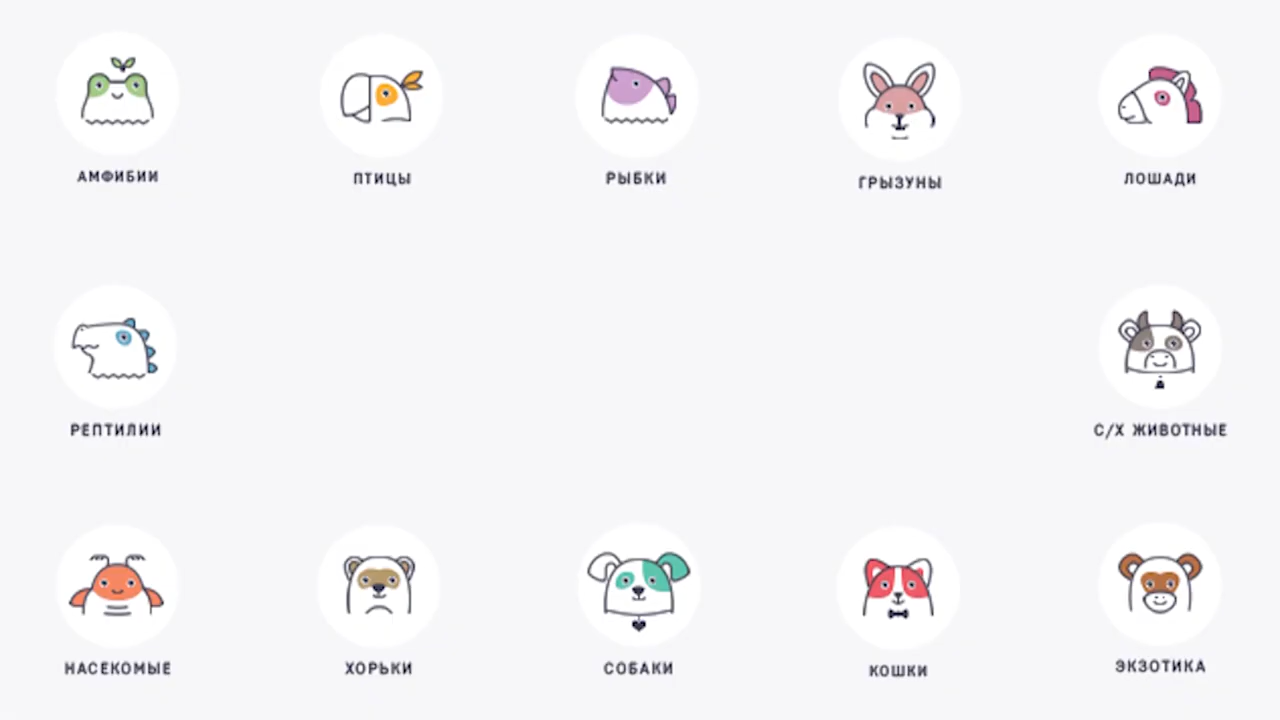 АМФИБИИ
ПТИЦЫ
РЫБКИ
ГРЫЗУНЫ
ЛОШАДИ
РЕПТИЛИИ
С/Х ЖИВОТНЫЕ
НАСЕКОМЫЕ
ХОРЬКИ
СОБАКИ
КОШКИ
ЭКЗОТИКА